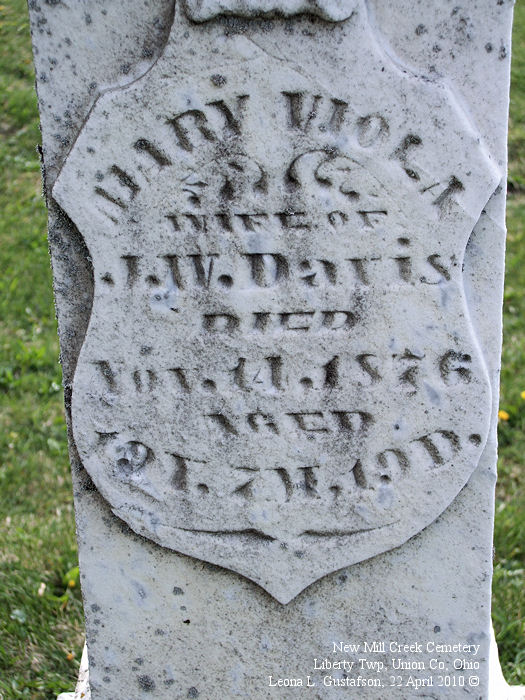 MARY VIOLA
WIFE OF
J.W. Davis
DIED
Nov. 14. 1876
AGED
19Y. 7M. 19D.
New Mill Creek Cemetery
Liberty Twp, Union Co, Ohio
Leona L. Gustafson, 22 April 2010 ©